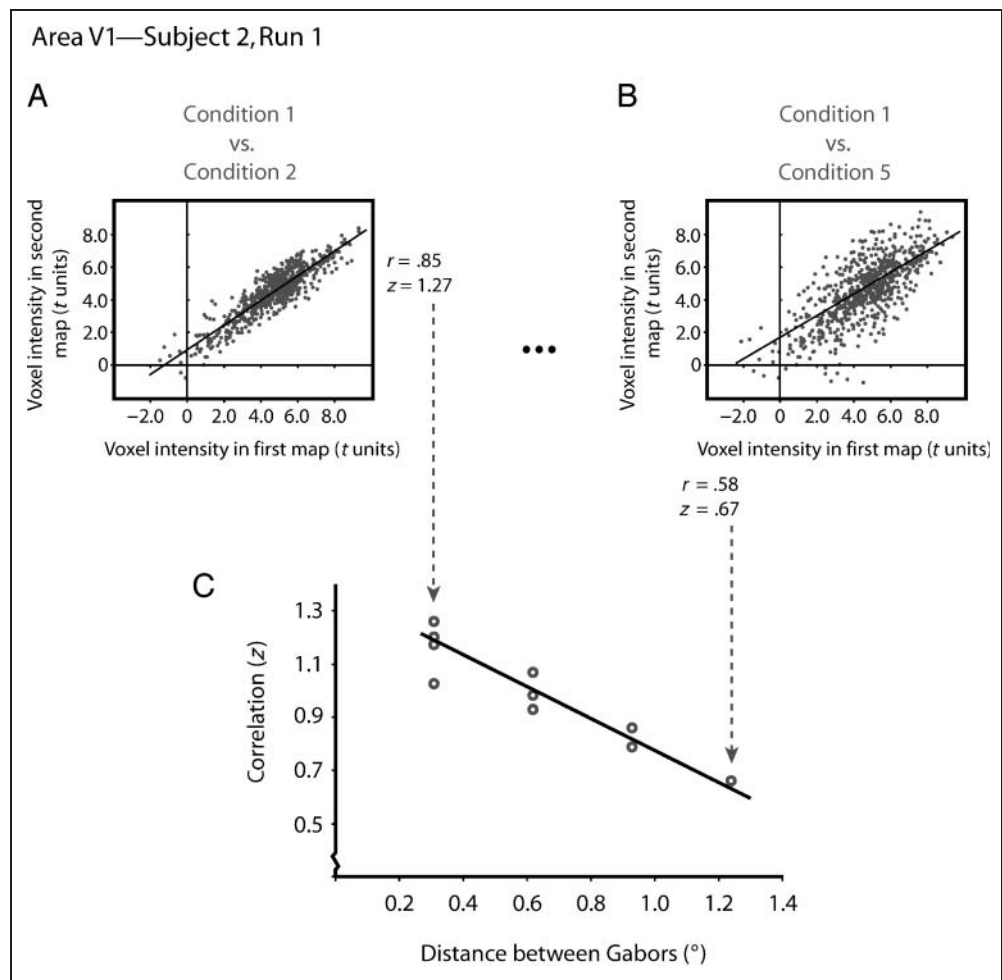 Area V1—Subject 2, Run 1
A
Condition 1
vs.
Condition 2
Voxel intensity in second
map (t units)
8.0
6.0
4.0
2.0
0
−2.0 0 2.0 4.0 6.0 8.0
Voxel intensity in first map (t units)
r = .85
z = 1.27
B
Condition 1
vs.
Condition 5
Voxel intensity in second
map (t units)
8.0
6.0
4.0
2.0
0
−2.0 0 2.0 4.0 6.0 8.0
Voxel intensity in first map (t units)
r = .58
z = .67
C
Correlation (z)
1.3
1.1
0.9
0.7
0.5
0.2 0.4 0.6 0.8 1.0 1.2 1.4
Distance between Gabors (°)